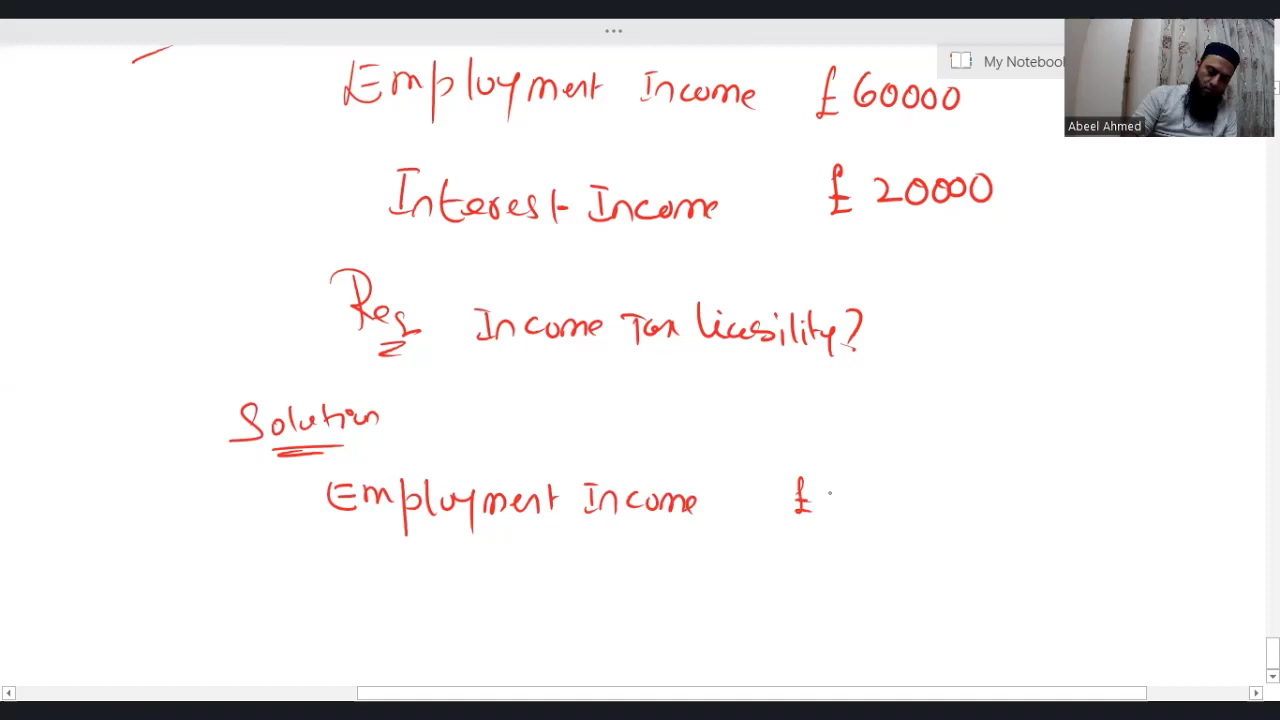 •••
My Notebook
Employment Income £ 60000
Abeel Ahmed
Interest Income £ 20000
Req Income Tax liability?
Solution
Employment Income £